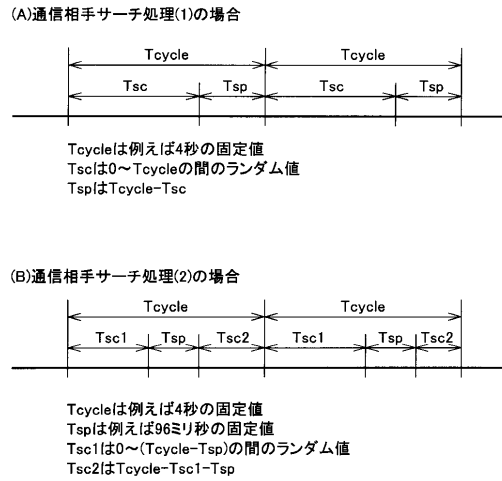 (A)通信相手サーチ処理(1)の場合
Tcycle Tcycle
Tsc Tsp Tsc Tsp
Tcycleは例えば4秒の固定値
Tscは0～Tcycleの間のランダム値
TspはTcycle-Tsc
(B)通信相手サーチ処理(2)の場合
Tcycle Tcycle
Tsc1 Tsp Tsc2 Tsc1 Tsp Tsc2
Tcycleは例えば4秒の固定値
Tspは例えば96ミリ秒の固定値
Tsc1は0～(Tcycle-Tsp)の間のランダム値
Tsc2はTcycle-Tsc1-Tsp